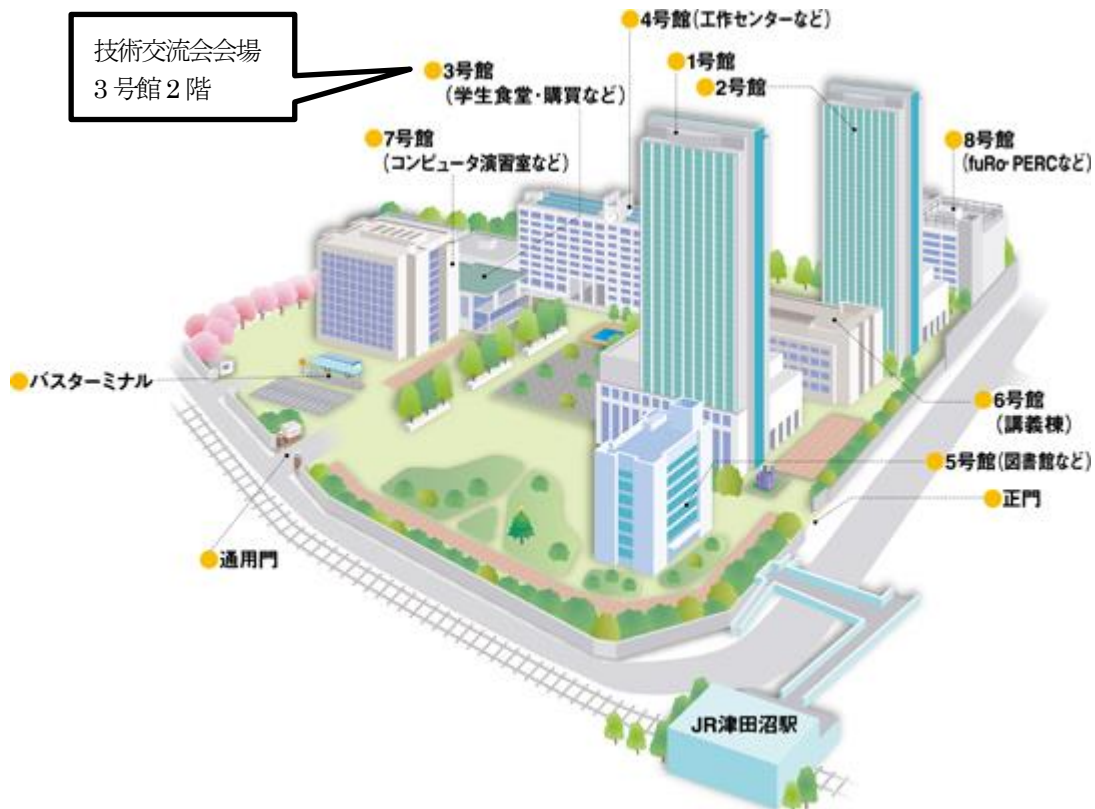 技術交流会会場
3号館2階
4号館(工作センターなど)
1号館
3号館
(学生食堂・購買など)
2号館
7号館
(コンピュータ演習室など)
8号館
(fuRo・PERCなど)
バスターミナル
6号館
(講義棟)
5号館(図書館など)
正門
通用門
JR津田沼駅